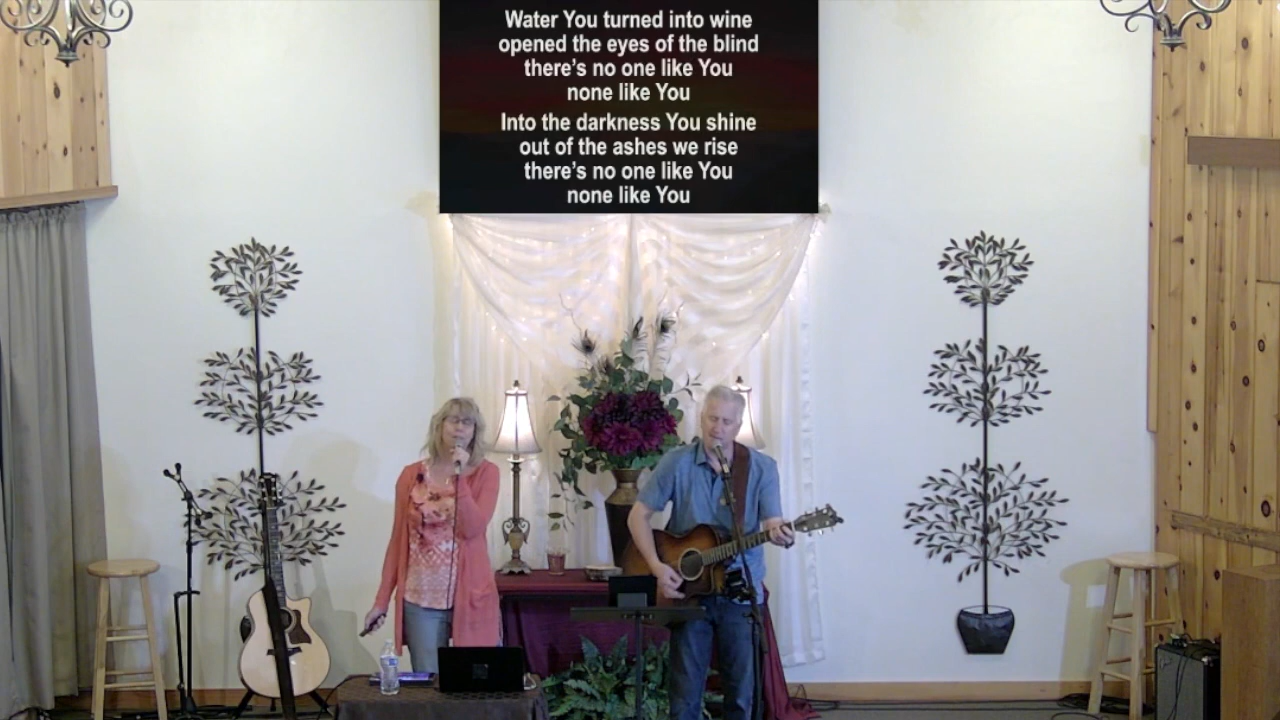 Water You turned into wine
opened the eyes of the blind
there's no one like You
none like You
Into the darkness You shine
out of the ashes we rise
there's no one like You
none like You